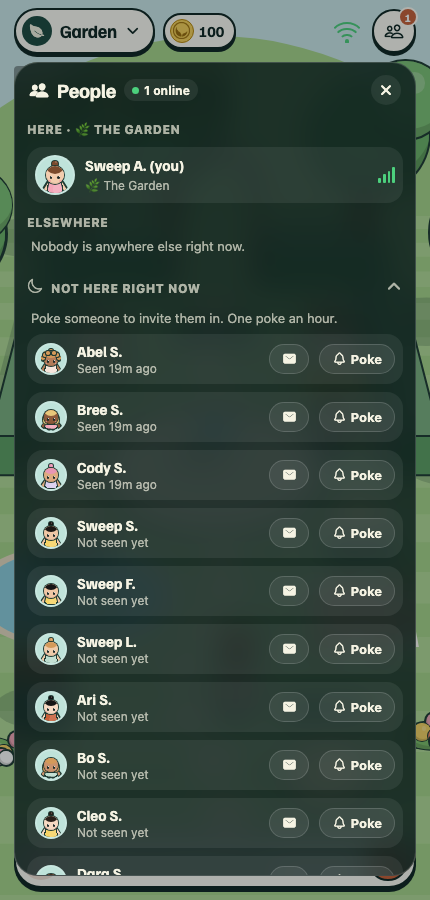 Garden
100
1
People
1 online
HERE · 🌿 THE GARDEN
Sweep A. (you)
🌿 The Garden
ELSEWHERE
Nobody is anywhere else right now.
NOT HERE RIGHT NOW
Poke someone to invite them in. One poke an hour.
Abel S.
Seen 19m ago
Poke
Bree S.
Seen 19m ago
Poke
Cody S.
Seen 19m ago
Poke
Sweep S.
Not seen yet
Poke
Sweep F.
Not seen yet
Poke
Sweep L.
Not seen yet
Poke
Ari S.
Not seen yet
Poke
Bo S.
Not seen yet
Poke
Cleo S.
Not seen yet
Poke